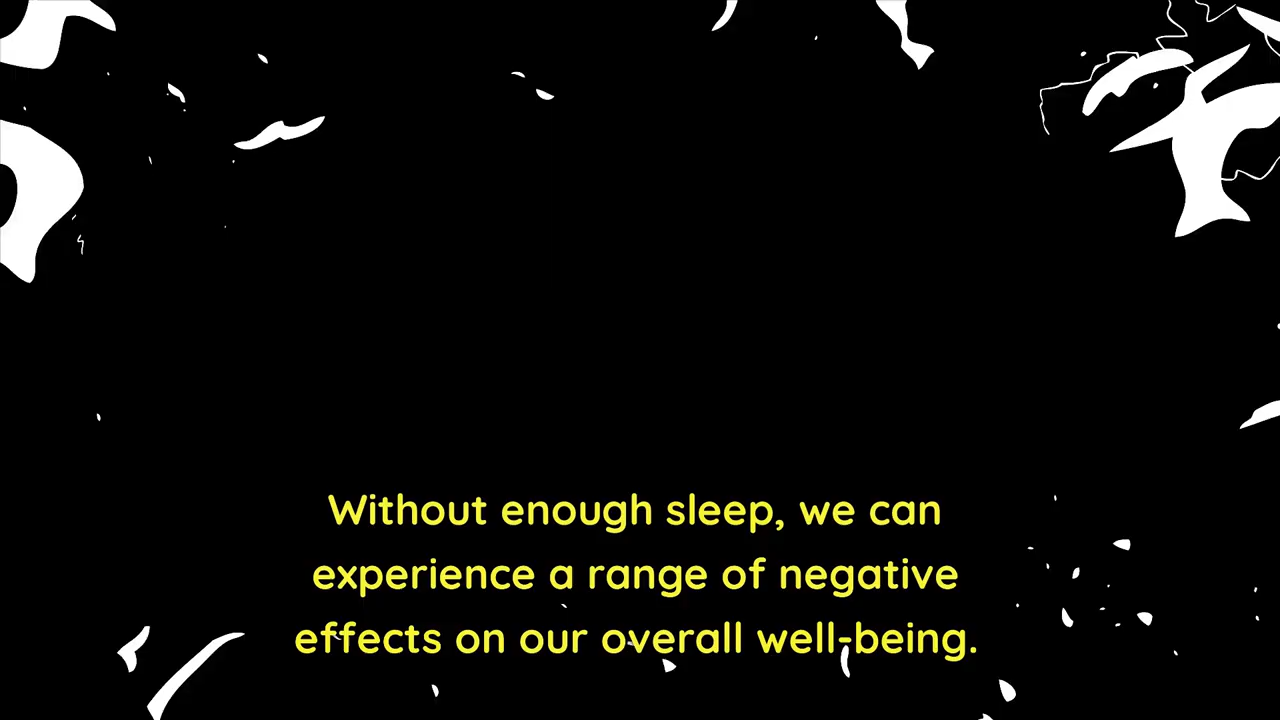 Without enough sleep, we can
experience a range of negative
effects on our overall well-being.